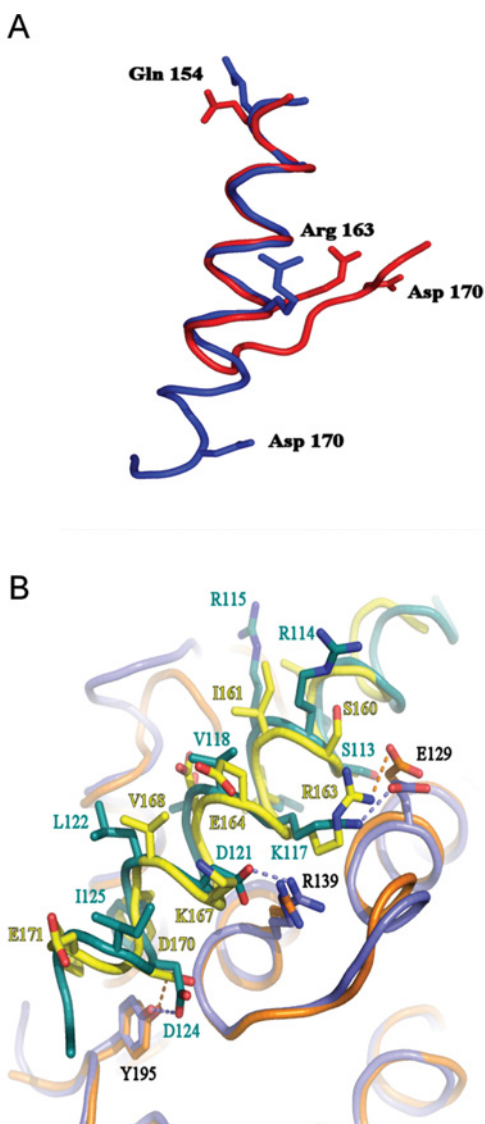 A
Gln 154
Arg 163
Asp 170
Asp 170
B
R115
R114
I161
S160
V118
S113
E129
V168
R163
E164
L122
D121
K117
R139
I125
K167
E171
D170
D124
Y195